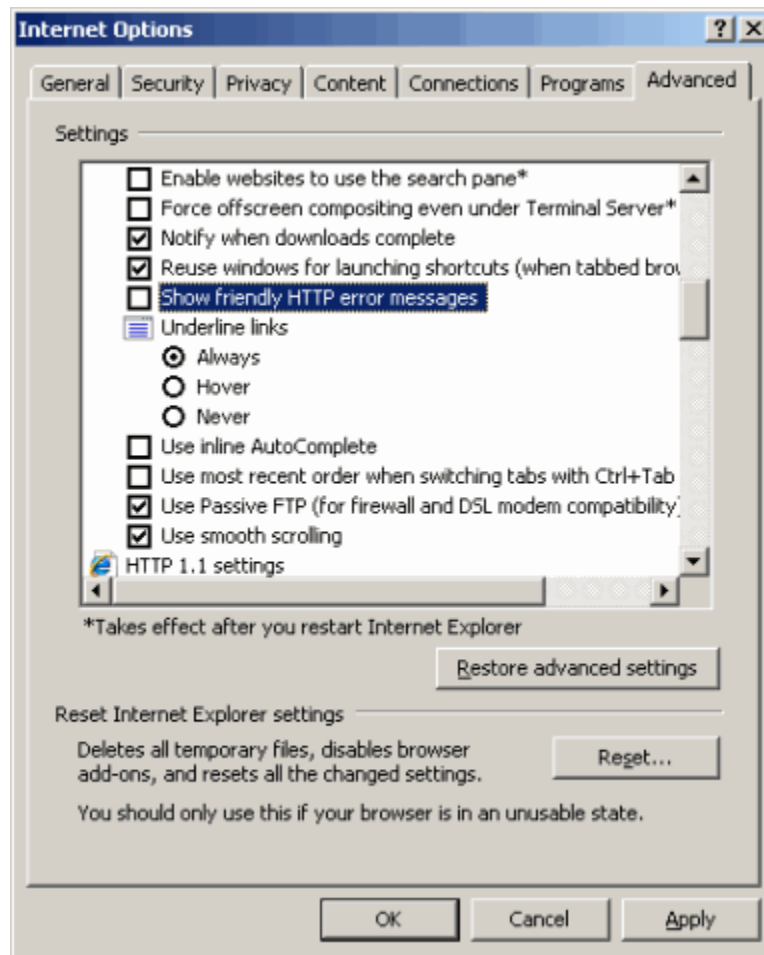 Internet Options
General Security Privacy Content Connections Programs Advanced
Settings
Enable websites to use the search pane*
Force offscreen compositing even under Terminal Server*
Notify when downloads complete
Reuse windows for launching shortcuts (when tabbed brov
Show friendly HTTP error messages
Underline links
Always
Hover
Never
Use inline AutoComplete
Use most recent order when switching tabs with Ctrl+Tab
Use Passive FTP (for firewall and DSL modem compatibility)
Use smooth scrolling
HTTP 1.1 settings
*Takes effect after you restart Internet Explorer
Restore advanced settings
Reset Internet Explorer settings
Deletes all temporary files, disables browser
add-ons, and resets all the changed settings.
Reset...
You should only use this if your browser is in an unusable state.
OK Cancel Apply